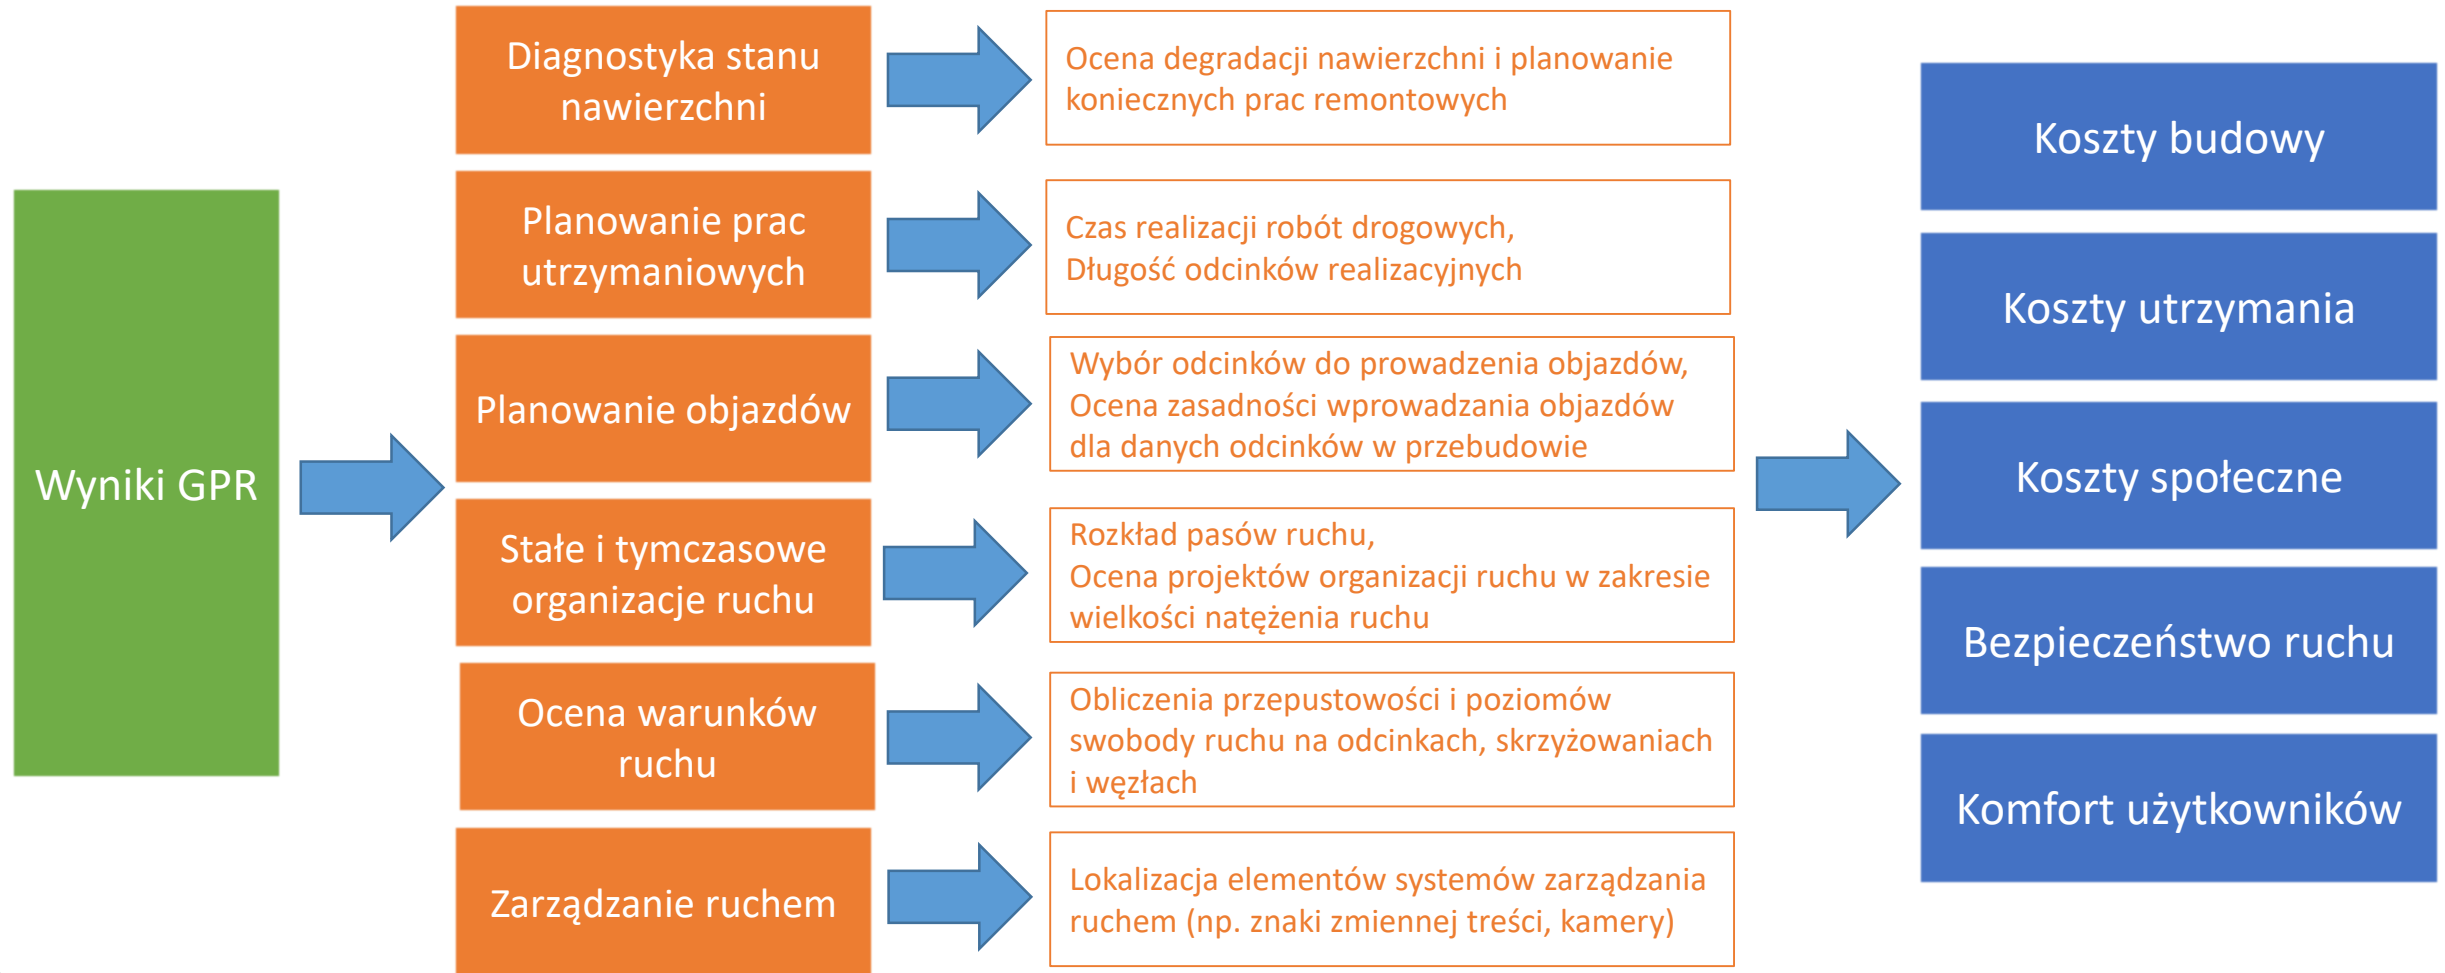 Wyniki GPR
Diagnostyka stanu
nawierzchni
Ocena degradacji nawierzchni i planowanie
koniecznych prac remontowych
Planowanie prac
utrzymaniowych
Czas realizacji robót drogowych,
Długość odcinków realizacyjnych
Planowanie objazdów
Wybór odcinków do prowadzenia objazdów,
Ocena zasadności wprowadzania objazdów
dla danych odcinków w przebudowie
Stałe i tymczasowe
organizacje ruchu
Rozkład pasów ruchu,
Ocena projektów organizacji ruchu w zakresie
wielkości natężenia ruchu
Ocena warunków
ruchu
Obliczenia przepustowości i poziomów
swobody ruchu na odcinkach, skrzyżowaniach
i węzłach
Zarządzanie ruchem
Lokalizacja elementów systemów zarządzania
ruchem (np. znaki zmiennej treści, kamery)
Koszty budowy
Koszty utrzymania
Koszty społeczne
Bezpieczeństwo ruchu
Komfort użytkowników